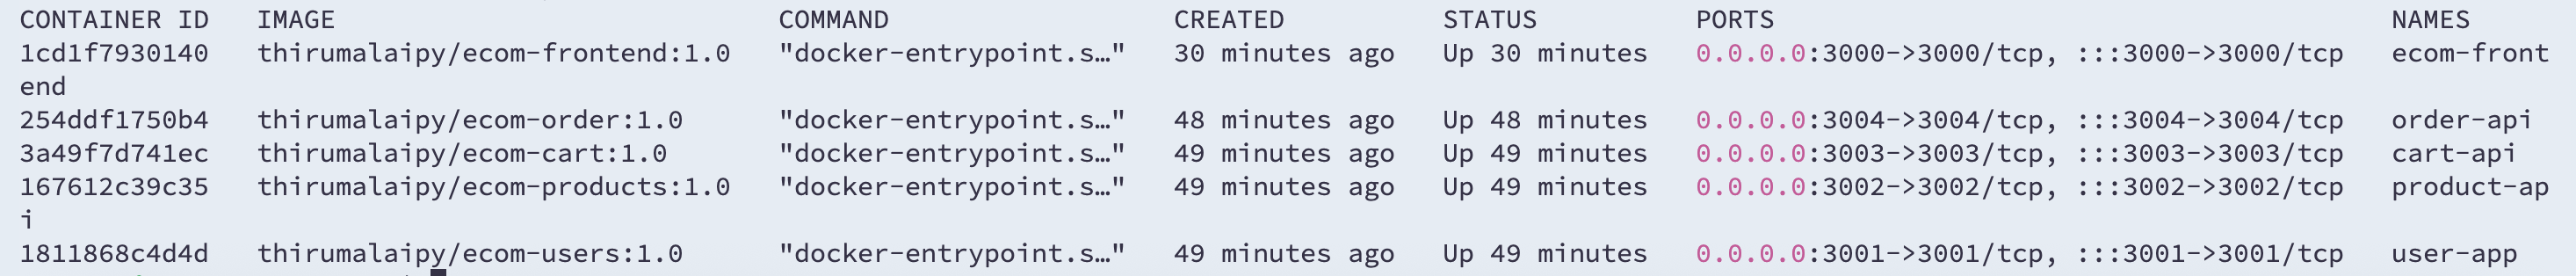 CONTAINER ID   IMAGE                            COMMAND                  CREATED          STATUS          PORTS                                       NAMES
1cd1f7930140   thirumalaipy/ecom-frontend:1.0   "docker-entrypoint.s…"   30 minutes ago   Up 30 minutes   0.0.0.0:3000->3000/tcp, :::3000->3000/tcp   ecom-front
end
254ddf1750b4   thirumalaipy/ecom-order:1.0      "docker-entrypoint.s…"   48 minutes ago   Up 48 minutes   0.0.0.0:3004->3004/tcp, :::3004->3004/tcp   order-api
3a49f7d741ec   thirumalaipy/ecom-cart:1.0       "docker-entrypoint.s…"   49 minutes ago   Up 49 minutes   0.0.0.0:3003->3003/tcp, :::3003->3003/tcp   cart-api
167612c39c35   thirumalaipy/ecom-products:1.0   "docker-entrypoint.s…"   49 minutes ago   Up 49 minutes   0.0.0.0:3002->3002/tcp, :::3002->3002/tcp   product-ap
i
1811868c4d4d   thirumalaipy/ecom-users:1.0      "docker-entrypoint.s…"   49 minutes ago   Up 49 minutes   0.0.0.0:3001->3001/tcp, :::3001->3001/tcp   user-app